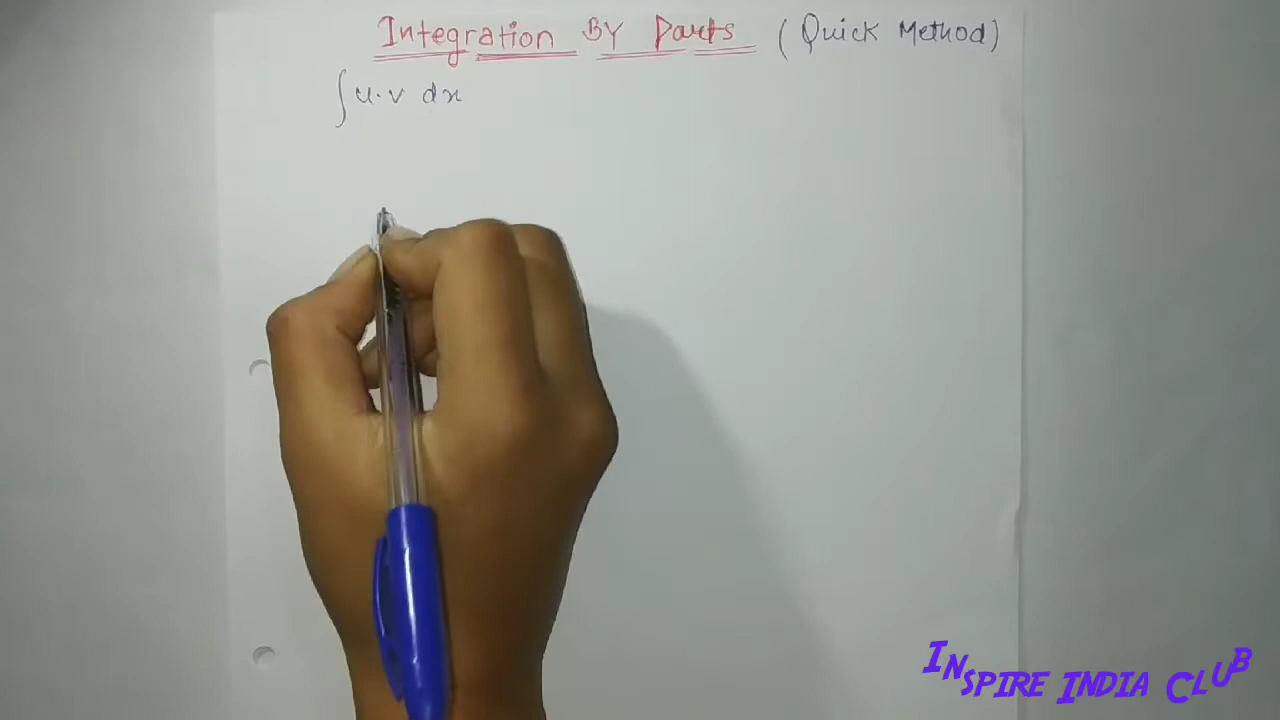 Integration BY Parts (Quick Method)
∫u.v dx
INSPIRE INDIA CLUB